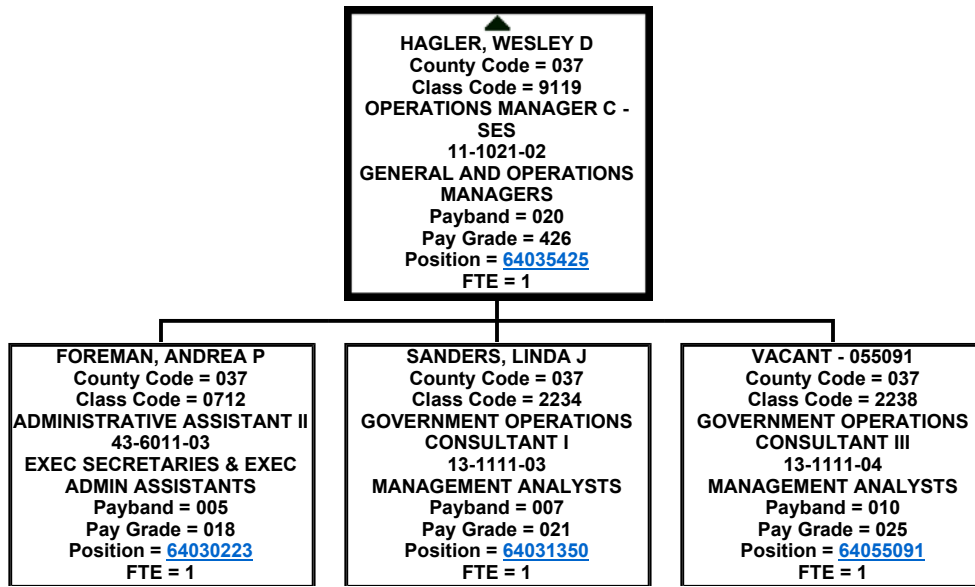 HAGLER, WESLEY D
County Code = 037
Class Code = 9119
OPERATIONS MANAGER C -
SES
11-1021-02
GENERAL AND OPERATIONS
MANAGERS
Payband = 020
Pay Grade = 426
Position = 64035425
FTE = 1
FOREMAN, ANDREA P
County Code = 037
Class Code = 0712
ADMINISTRATIVE ASSISTANT II
43-6011-03
EXEC SECRETARIES & EXEC
ADMIN ASSISTANTS
Payband = 005
Pay Grade = 018
Position = 64030223
FTE = 1
SANDERS, LINDA J
County Code = 037
Class Code = 2234
GOVERNMENT OPERATIONS
CONSULTANT I
13-1111-03
MANAGEMENT ANALYSTS
Payband = 007
Pay Grade = 021
Position = 64031350
FTE = 1
VACANT - 055091
County Code = 037
Class Code = 2238
GOVERNMENT OPERATIONS
CONSULTANT III
13-1111-04
MANAGEMENT ANALYSTS
Payband = 010
Pay Grade = 025
Position = 64055091
FTE = 1